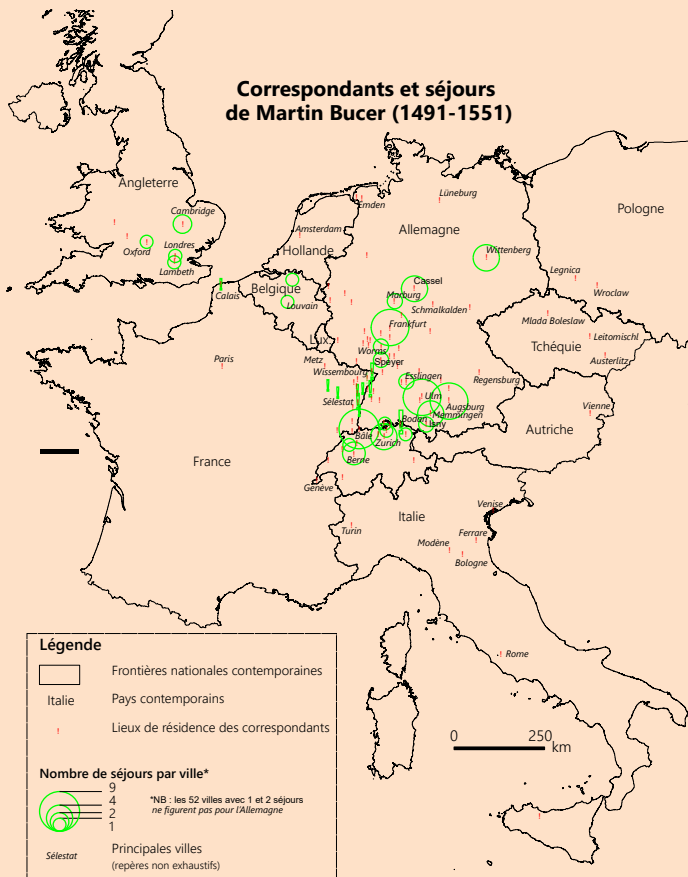 Correspondants et séjours
de Martin Bucer (1491-1551)
Angleterre
Cambridge
Oxford
Londres
Lambeth
Calais
Emden
Lüneburg
Amsterdam
Hollande
Allemagne
Pologne
Belgique
Louvain
Wittenberg
Cassel
Marburg
Schmalkalden
Legnica
Wroclaw
Frankfurt
Mlada Boleslaw
Leitomischl
Tchéquie
Austerlitz
Lux.
Paris
Metz
Worms
Speyer
Wissembourg
Esslingen
Regensburg
Sélestat
Ulm
Augsburg
Memmingen
Isny
Bodan
Vienne
Autriche
Bâle
Zurich
Berne
France
Genève
Italie
Venise
Turin
Modène
Ferrare
Bologne
Rome
0
250
km
Légende
Frontières nationales contemporaines
Italie
Pays contemporains
Lieux de résidence des correspondants
Nombre de séjours par ville*
9
4
2
1
*NB : les 52 villes avec 1 et 2 séjours
ne figurent pas pour l'Allemagne
Sélestat
Principales villes
(repères non exhaustifs)